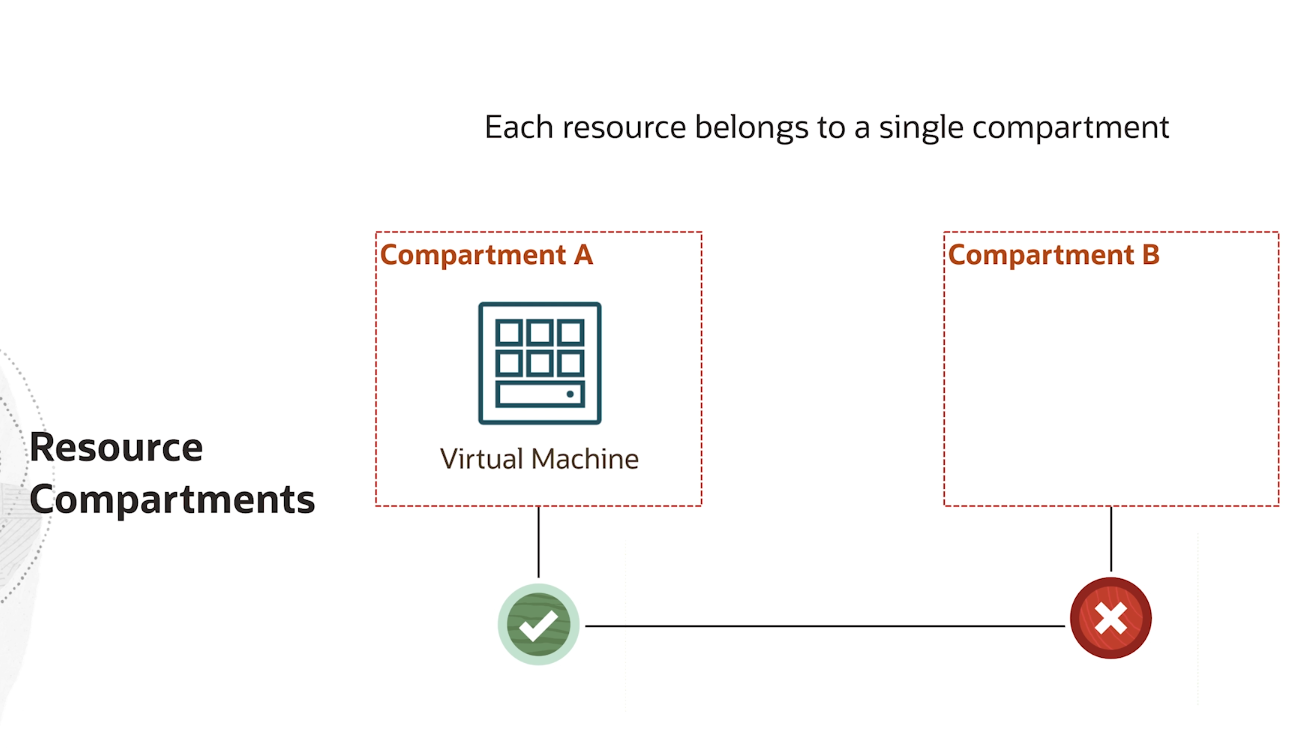 Each resource belongs to a single compartment
Compartment A
Compartment B
Virtual Machine
Resource
Compartments